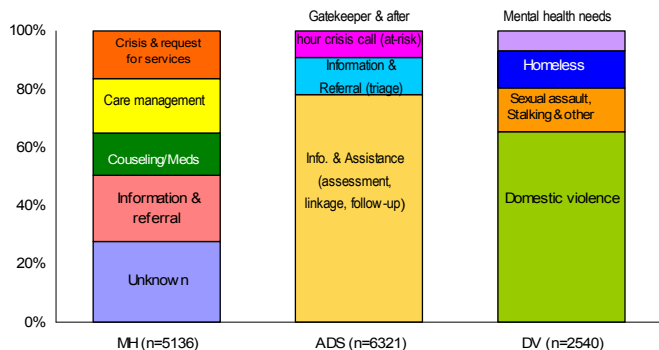 Gatekeeper & after
hour crisis call (at-risk)
Mental health needs
100%
80%
60%
40%
20%
0%
Crisis & request
for services
Care management
Couseling/Meds
Information &
referral
Unknown
Information &
Referral (triage)
Info. & Assistance
(assessment,
linkage, follow-up)
Homeless
Sexual assault,
Stalking & other
Domestic violence
MH (n=5136)
ADS (n=6321)
DV (n=2540)